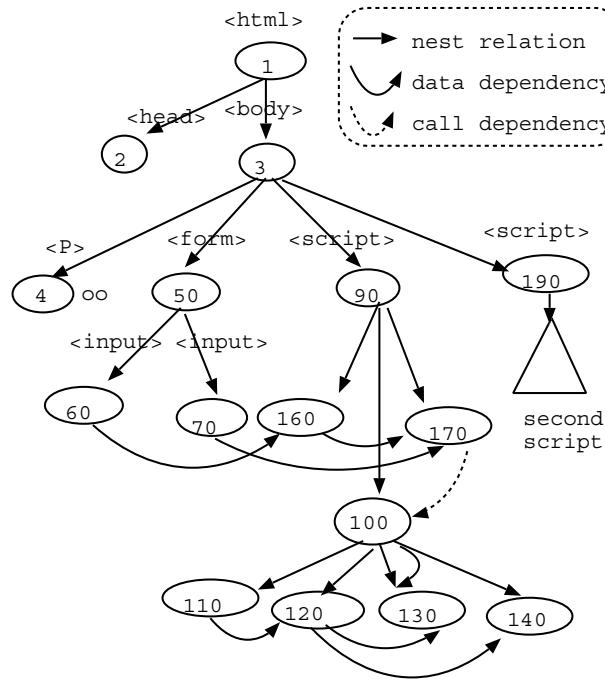 <html>
nest relation
1
data dependency
<head>
<body>
call dependency
2
3
<P>
<form>
<script>
<script>
4
oo
50
90
190
<input>
<input>
60
70
160
170
second
script
100
110
120
130
140